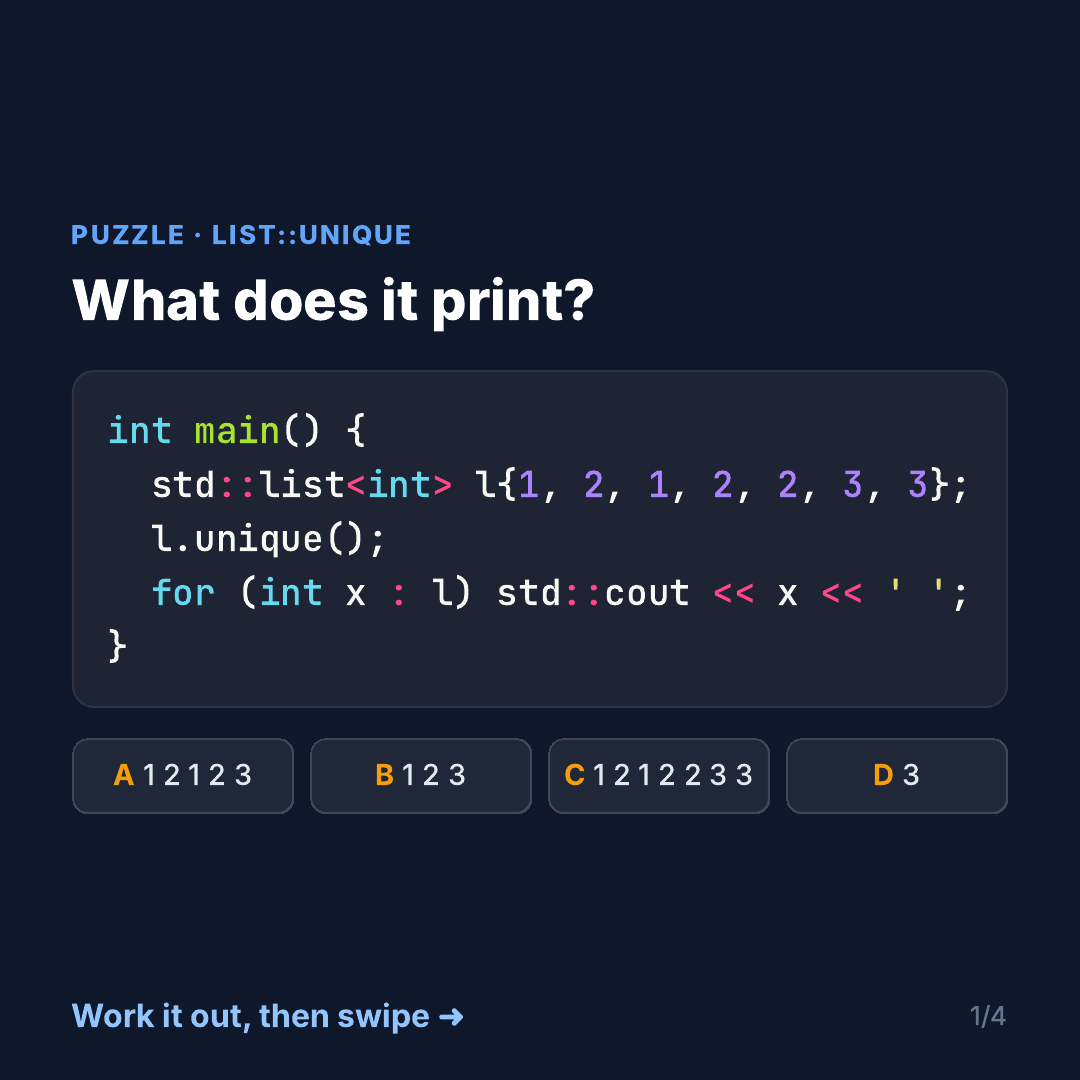 PUZZLE · LIST::UNIQUE
What does it print?
int main() {
  std::list<int> l{1, 2, 1, 2, 2, 3, 3};
  l.unique();
  for (int x : l) std::cout << x << ' ';
}
A 1 2 1 2 3
B 1 2 3
C 1 2 1 2 2 3 3
D 3
Work it out, then swipe ➜
1/4